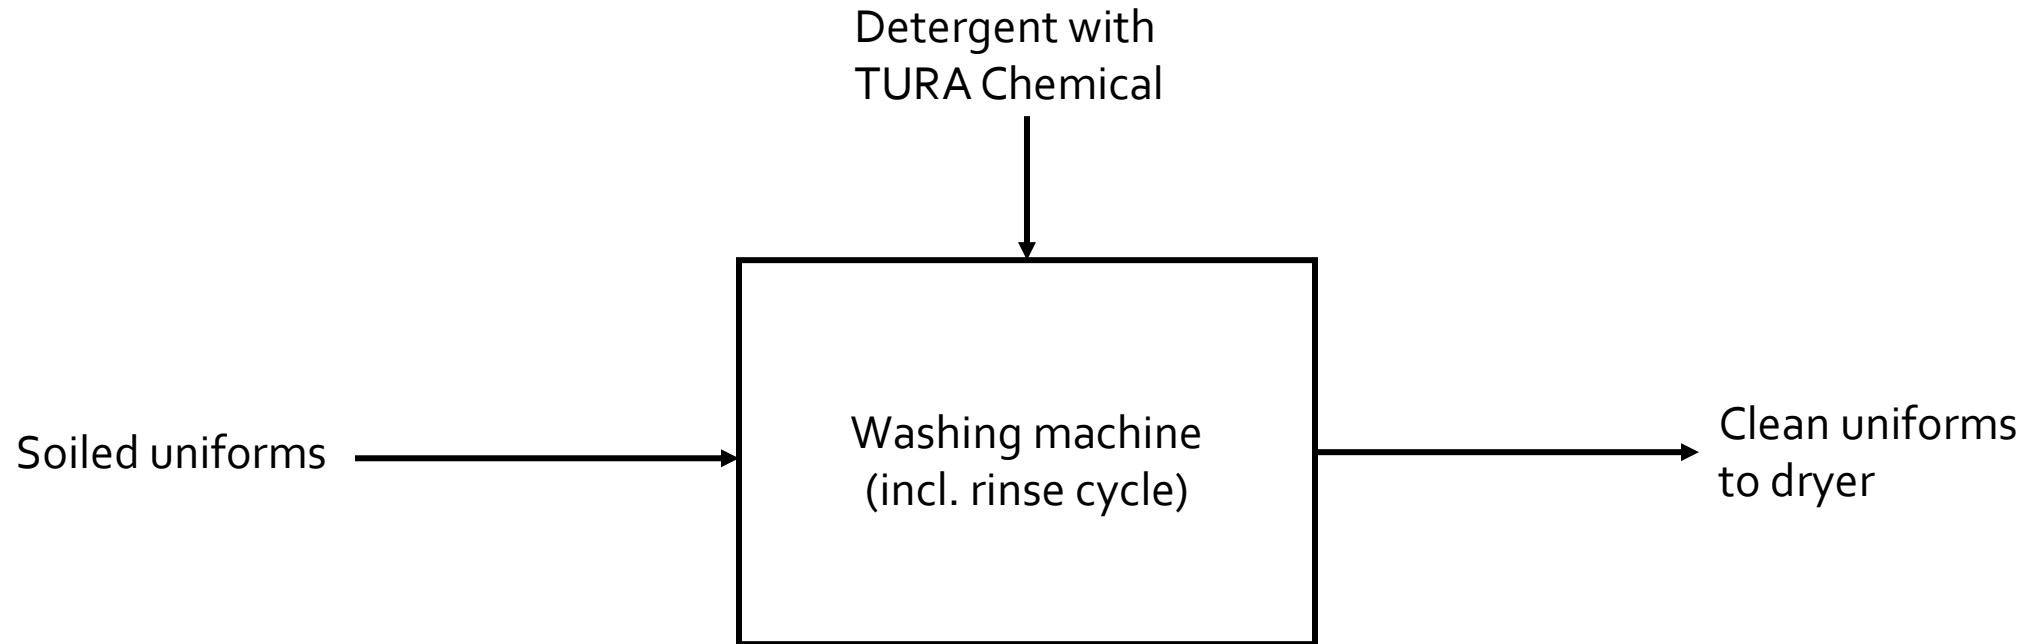 Detergent with
TURA Chemical
Soiled uniforms
Washing machine
(incl. rinse cycle)
Clean uniforms
to dryer